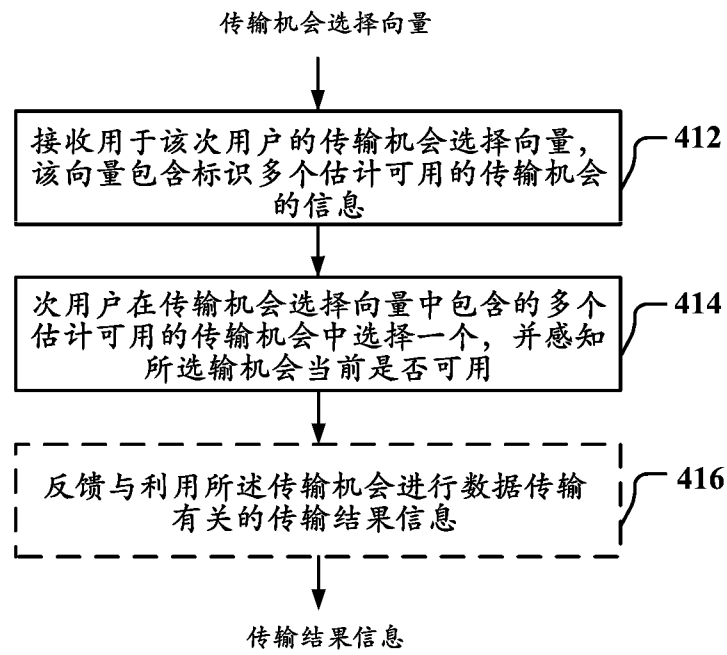 传输机会选择向量
接收用于该次用户的传输机会选择向量，
该向量包含标识多个估计可用的传输机会
的信息
412
次用户在传输机会选择向量中包含的多个
估计可用的传输机会中选择一个，并感知
所选输机会当前是否可用
414
反馈与利用所述传输机会进行数据传输
有关的传输结果信息
416
传输结果信息